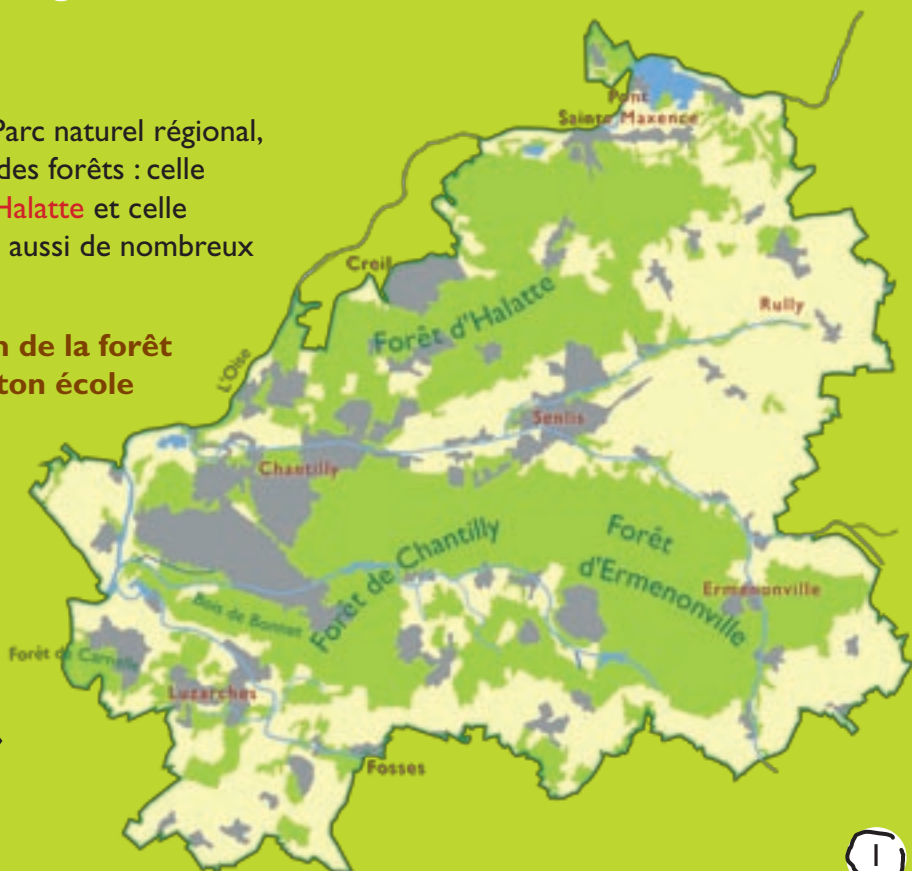 Parc naturel régional,
des forêts : celle
Halatte et celle
aussi de nombreux
de la forêt
ton école
Pont
Sainte Maxence
Creil
Forêt d'Halatte
Rully
L'Oise
Senlis
Chantilly
Forêt de Chantilly
Forêt
d'Ermenonville
Ermenonville
Bois de Bonnet
Forêt de Carnelle
Luzarches
Fosses
1